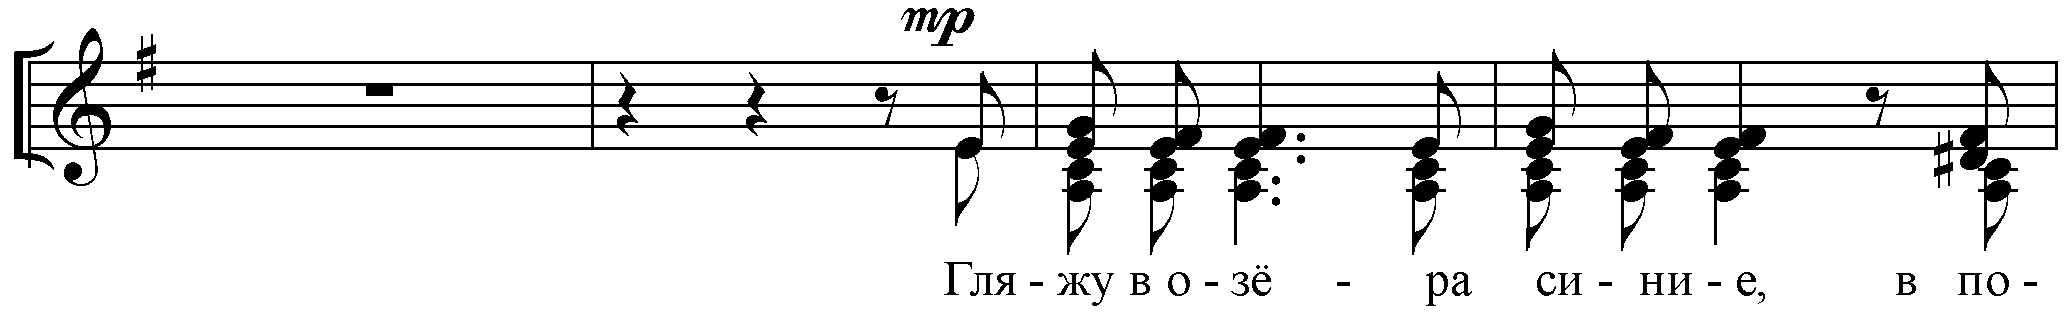 mp
Гля - жу в о - зё - ра си - ни - е, в по -